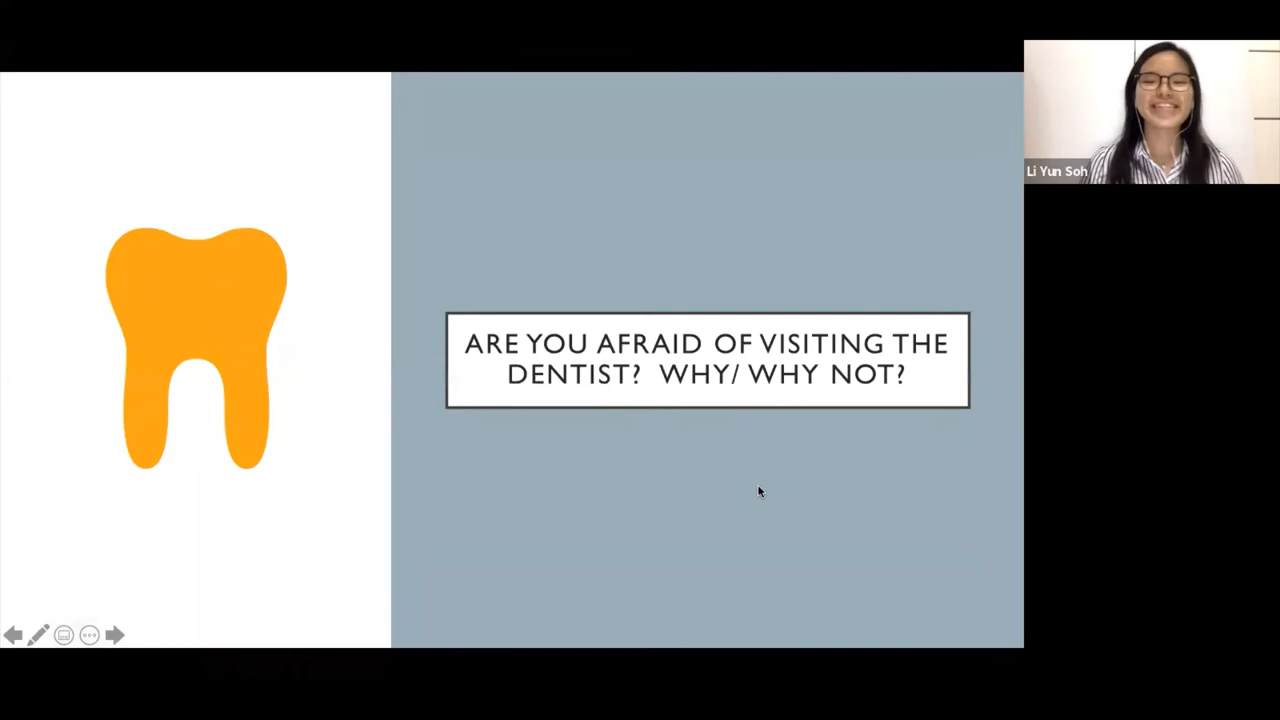 Li Yun Soh
ARE YOU AFRAID OF VISITING THE
DENTIST? WHY/ WHY NOT?